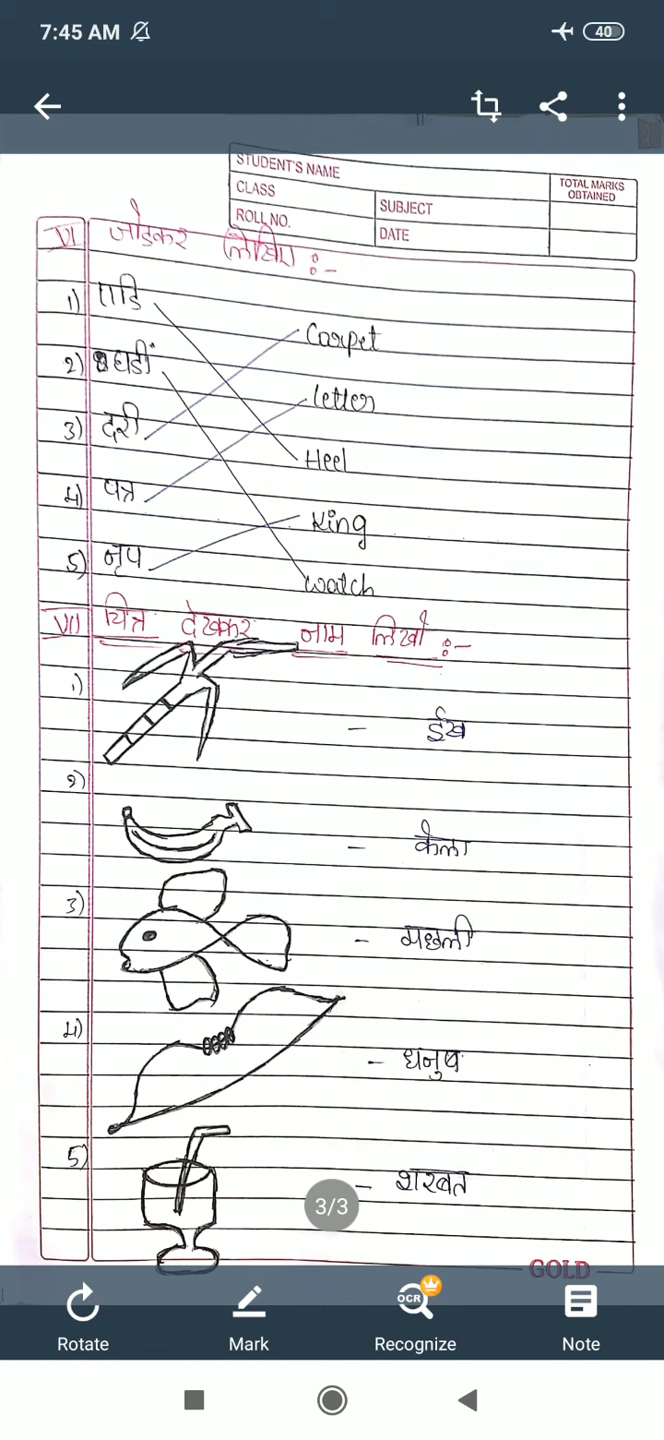 7:45 AM
40
STUDENT'S NAME
CLASS
SUBJECT
TOTAL MARKS OBTAINED
ROLL NO.
DATE
VI जोडकर लिखिए :-
1) एाडि
Carpet
2) घडीं
letter
3) दरी
Heel
4) पत्र
King
5) नृप
watch
VII चित्र देखकर नाम लिखो :-
1) - ईख
2) - केला
3) - मछली
4) - धनुष
5) - शरबत
3/3
GOLD
OCR
Rotate Mark Recognize Note